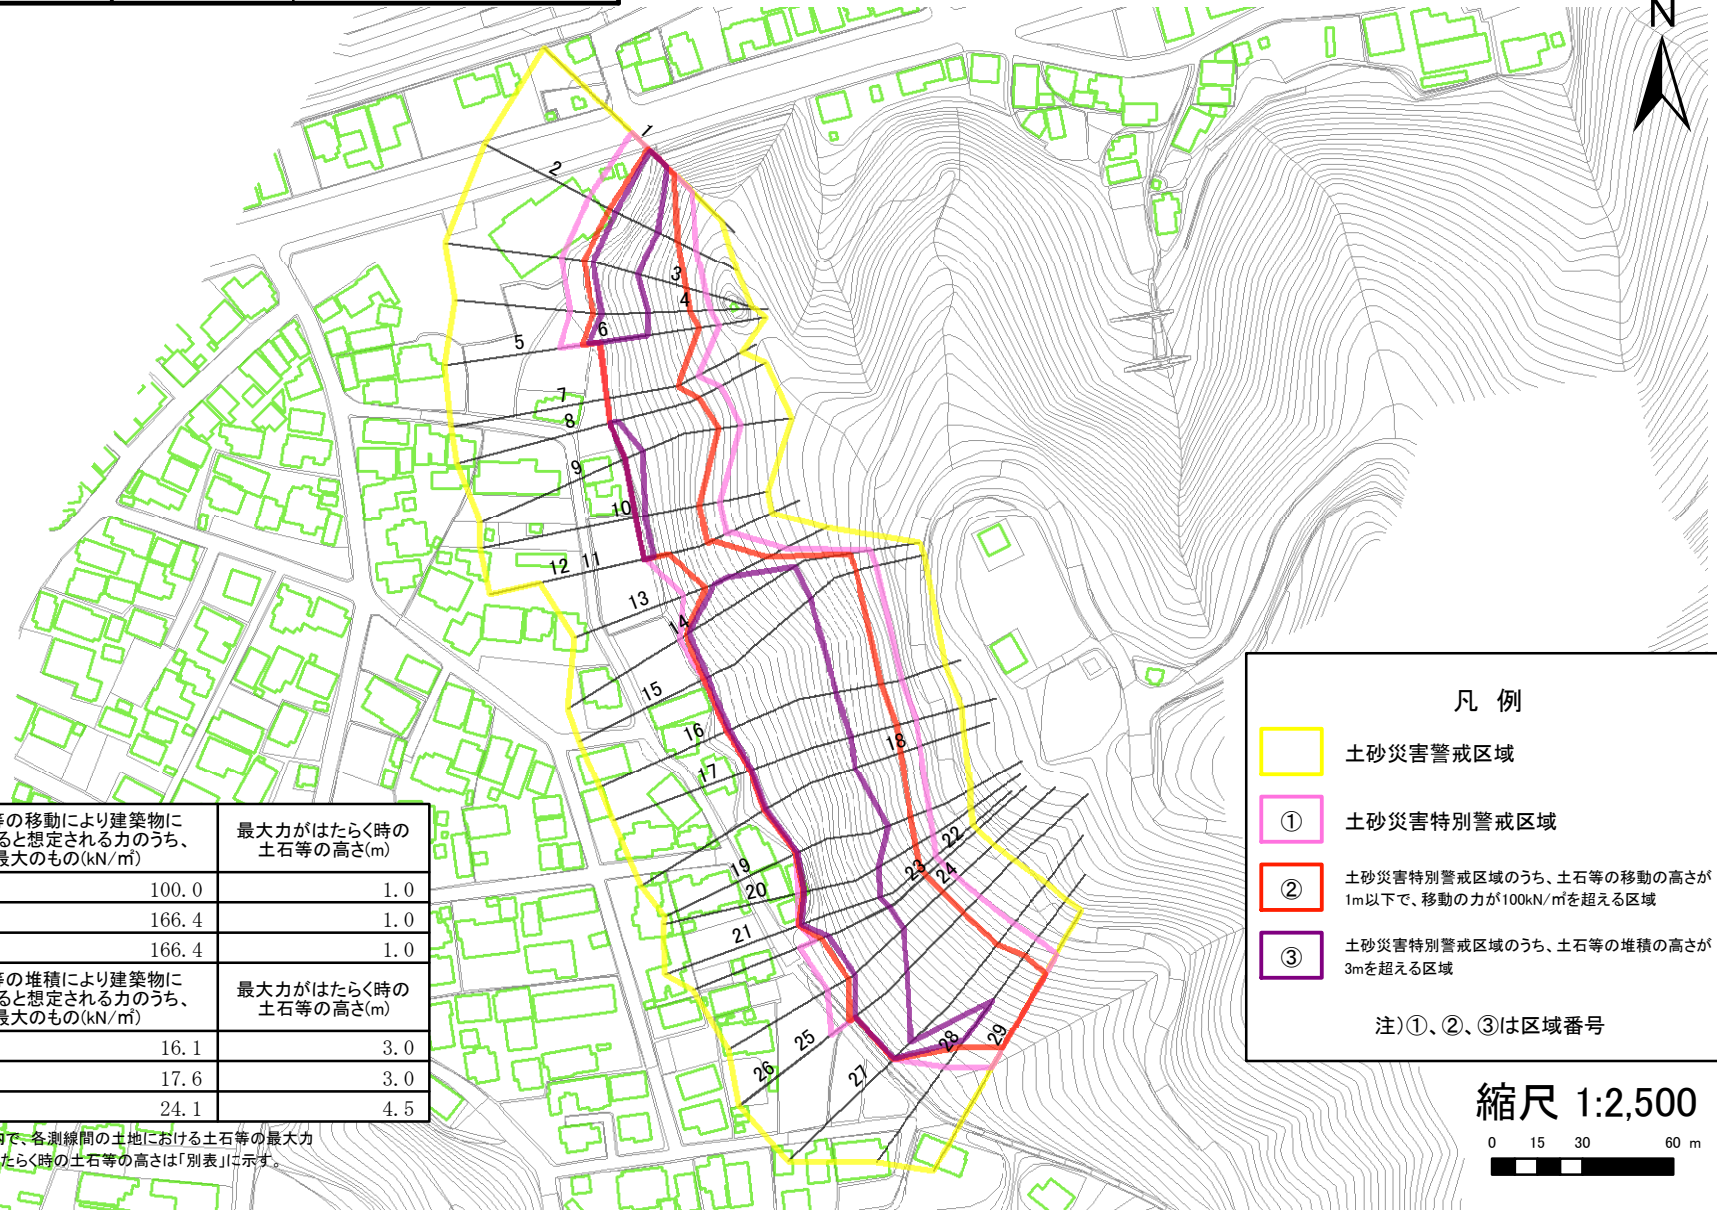 N
1
2
3
4
5
6
7
8
9
10
11
12
13
14
15
16
17
18
19
20
21
22
23
24
25
26
27
28
29
凡 例
土砂災害警戒区域
① 土砂災害特別警戒区域
② 土砂災害特別警戒区域のうち、土石等の移動の高さが
1m以下で、移動の力が100kN/㎡を超える区域
③ 土砂災害特別警戒区域のうち、土石等の堆積の高さが
3mを超える区域
注)①、②、③は区域番号
縮尺 1:2,500
0 15 30 60 m
等の移動により建築物に
ると想定される力のうち、
最大のもの(kN/㎡)
最大力がはたらく時の
土石等の高さ(m)
100.0 1.0
166.4 1.0
166.4 1.0
等の堆積により建築物に
ると想定される力のうち、
最大のもの(kN/㎡)
最大力がはたらく時の
土石等の高さ(m)
16.1 3.0
17.6 3.0
24.1 4.5
内で、各測線間の土地における土石等の最大力
たらく時の土石等の高さは「別表」に示す。